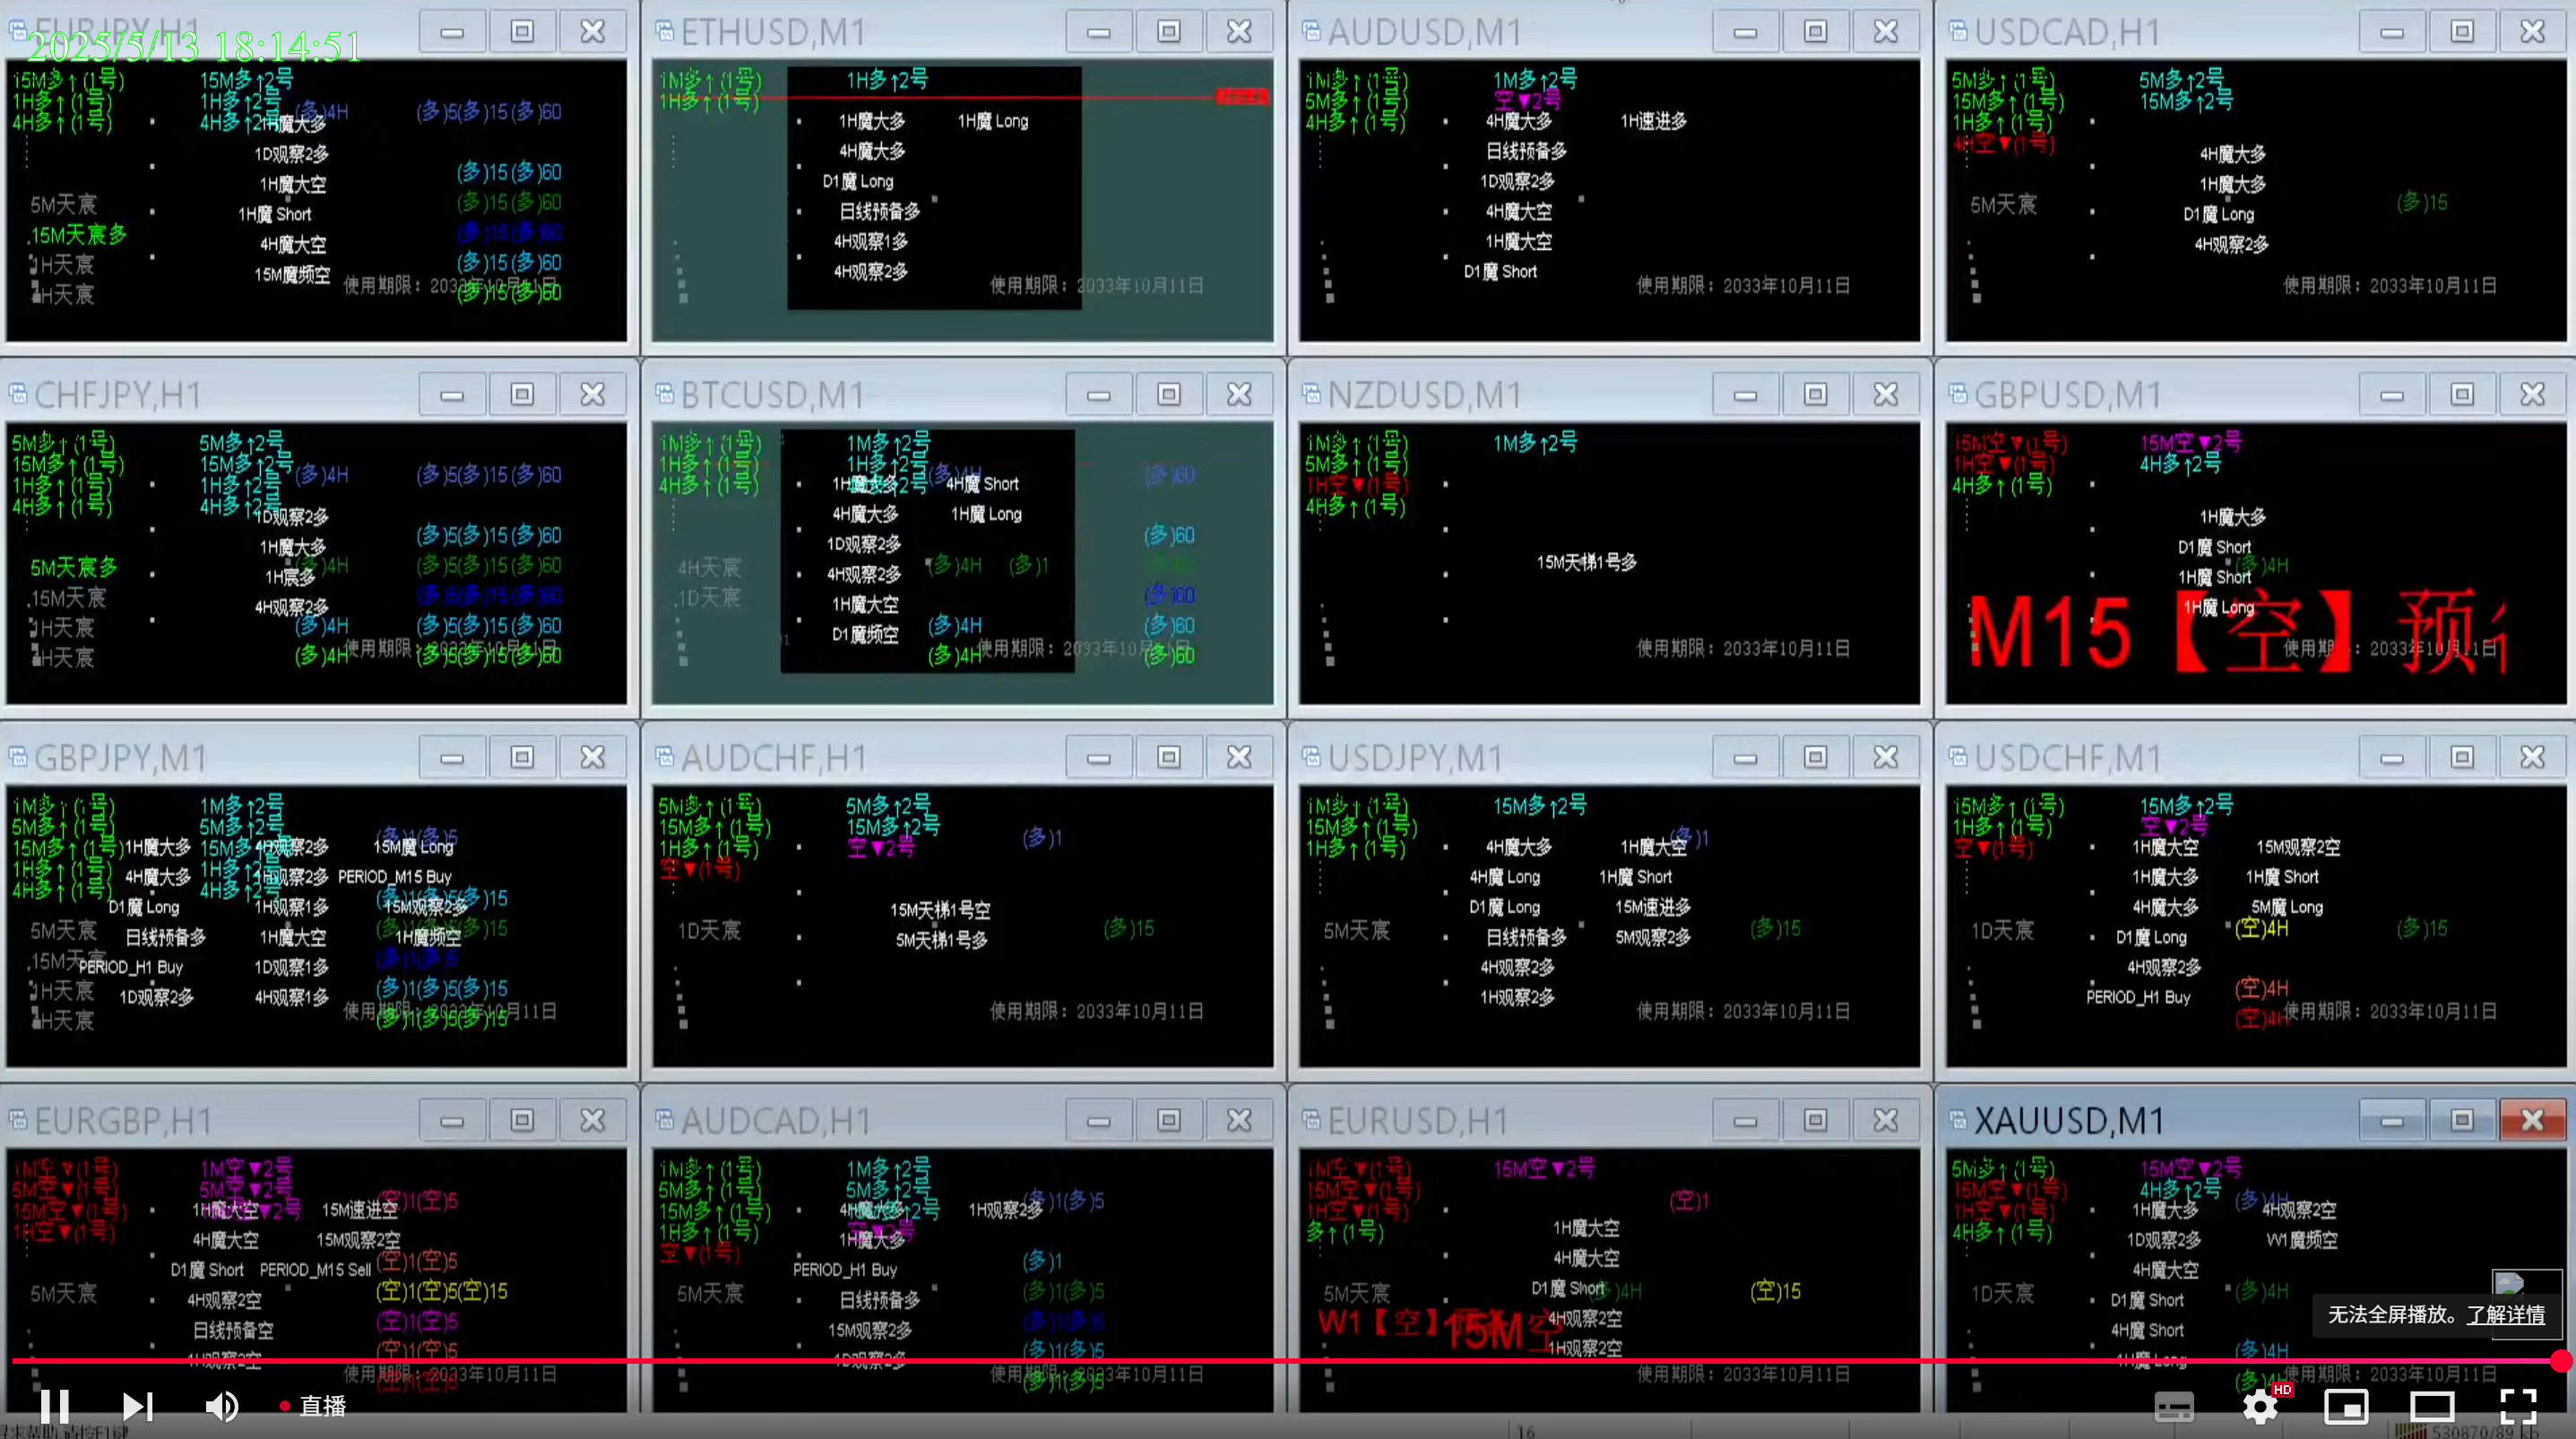 EURJPY,H1
2025/5/13 18:14:51
15M多↑(1号) 15M多↑2号
1H多↑(1号) 1H多↑2号 (多)4H (多)5(多)15(多)60
4H多↑(1号) 4H多↑2号 1H魔大多
1D观察2多
(多)15(多)60
1H魔大空
5M天宸 (多)15(多)60
1H魔 Short
15M天宸多 (多)15(多)60
4H魔大空
1H天宸 (多)15(多)60
15M魔频空
使用期限：2033年10月11日
4H天宸 (多)15(多)60
ETHUSD,M1
1M多↑(1号) 1H多↑2号
1H多↑(1号)
1H魔大多 1H魔 Long
4H魔大多
D1魔 Long
日线预备多
4H观察1多
4H观察2多
使用期限：2033年10月11日
AUDUSD,M1
1M多↑(1号) 1M多↑2号
5M多↑(1号) 空▼2号
4H多↑(1号) 4H魔大多 1H速进多
日线预备多
1D观察2多
4H魔大空
1H魔大空
D1魔 Short
使用期限：2033年10月11日
USDCAD,H1
5M多↑(1号) 5M多↑2号
15M多↑(1号) 15M多↑2号
1H多↑(1号)
4H空▼(1号)
4H魔大多
1H魔大多
5M天宸 (多)15
D1魔 Long
4H观察2多
使用期限：2033年10月11日
CHFJPY,H1
5M多↑(1号) 5M多↑2号
15M多↑(1号) 15M多↑2号
1H多↑(1号) 1H多↑2号 (多)4H (多)5(多)15(多)60
4H多↑(1号) 4H多↑2号
1D观察2多
(多)5(多)15(多)60
1H魔大多
5M天宸多 (多)4H (多)5(多)15(多)60
1H宸多
15M天宸 (多)5(多)15(多)60
4H观察2多
1H天宸 (多)4H (多)5(多)15(多)60
使用期限：2033年10月11日
4H天宸 (多)4H (多)5(多)15(多)60
BTCUSD,M1
1M多↑(1号) 1M多↑2号
1H多↑(1号) 1H多↑2号 (多)4H (多)60
4H多↑(1号) 1H魔大多 4H魔 Short
4H魔大多 1H魔 Long
(多)60
1D观察2多
4H天宸 4H观察2多 (多)4H (多)1 (多)60
1D天宸 1H魔大空 (多)60
D1魔频空 (多)4H (多)60
使用期限：2033年10月11日
(多)4H (多)60
NZDUSD,M1
1M多↑(1号) 1M多↑2号
5M多↑(1号)
1H空▼(1号)
4H多↑(1号)
15M天梯1号多
使用期限：2033年10月11日
GBPUSD,M1
15M空▼(1号) 15M空▼2号
1H空▼(1号) 4H多↑2号
4H多↑(1号)
1H魔大多
D1魔 Short
(多)4H
1H魔 Short
1H魔 Long
M15【空】预
使用期限：2033年10月11日
GBPJPY,M1
1M多↑(1号) 1M多↑2号
5M多↑(1号) 5M多↑2号 (多)1(多)5
15M多↑(1号) 1H魔大多 15M多↑2号 4H观察2多 15M魔 Long
1H多↑(1号) 4H魔大多 1H多↑2号 1H观察2多 PERIOD_M15 Buy
4H多↑(1号) 4H多↑2号 (多)1(多)5(多)15
D1魔 Long 1H观察1多 15M观察2多
5M天宸 (多)1(多)5(多)15
日线预备多 1H魔大空 1H魔频空
15M天宸 (多)1(多)5
PERIOD_H1 Buy 1D观察1多
1H天宸 (多)1(多)5(多)15
1D观察2多 4H观察1多
使用期限：2033年10月11日
4H天宸 (多)1(多)5(多)15
AUDCHF,H1
5M多↑(1号) 5M多↑2号
15M多↑(1号) 15M多↑2号 (多)1
1H多↑(1号) 空▼2号
空▼(1号)
15M天梯1号空
1D天宸 (多)15
5M天梯1号多
使用期限：2033年10月11日
USDJPY,M1
1M多↑(1号) 15M多↑2号
15M多↑(1号) (多)1
1H多↑(1号) 4H魔大多 1H魔大空
4H魔 Long 1H魔 Short
D1魔 Long 15M速进多
5M天宸 (多)15
日线预备多 5M观察2多
4H观察2多
1H观察2多
使用期限：2033年10月11日
USDCHF,M1
15M多↑(1号) 15M多↑2号
1H多↑(1号) 空▼2号
空▼(1号) 1H魔大空 15M观察2空
1H魔大多 1H魔 Short
4H魔大多 5M魔 Long
1D天宸 (空)4H (多)15
D1魔 Long
4H观察2多
(空)4H
PERIOD_H1 Buy
(空)4H 使用期限：2033年10月11日
EURGBP,H1
1M空▼(1号) 1M空▼2号
5M空▼(1号) 5M空▼2号 (空)1(空)5
15M空▼(1号) 1H魔大空 ▼2号 15M速进空
1H空▼(1号) 4H魔大空 15M观察2空
(空)1(空)5
D1魔 Short PERIOD_M15 Sell
5M天宸 4H观察2空 (空)1(空)5(空)15
日线预备空 (空)1(空)5
(空)1(空)5
1H观察2空
使用期限：2033年10月11日
AUDCAD,H1
1M多↑(1号) 1M多↑2号
5M多↑(1号) 5M多↑2号 (多)1(多)5
15M多↑(1号) 4H魔大多 2号 1H观察2多
1H多↑(1号) 空▼2号
1H魔大多
空▼(1号) (多)1
PERIOD_H1 Buy
5M天宸 日线预备多 (多)1(多)5
15M观察2多 (多)1(多)5
(多)1(多)5
1D观察2多
使用期限：2033年10月11日
(多)1(多)5
EURUSD,H1
1M空▼(1号) 15M空▼2号
15M空▼(1号) (空)1
1H空▼(1号)
多↑(1号) 1H魔大空
4H魔大空
D1魔 Short
5M天宸 (多)4H (空)15
4H观察2空
W1【空】 15M空
1H观察2空
使用期限：2033年10月11日
XAUUSD,M1
5M多↑(1号) 15M空▼2号
15M空▼(1号) 4H多↑2号 (多)4H
1H空▼(1号) 1H魔大多 4H观察2空
4H多↑(1号) 1D观察2多 W1魔频空
4H魔大空
1D天宸 D1魔 Short (多)4H
4H魔 Short
(多)4H
1H魔 Long
使用期限：2033年10月11日
无法全屏播放。了解详情
直播
HD
16
530870/89 kb